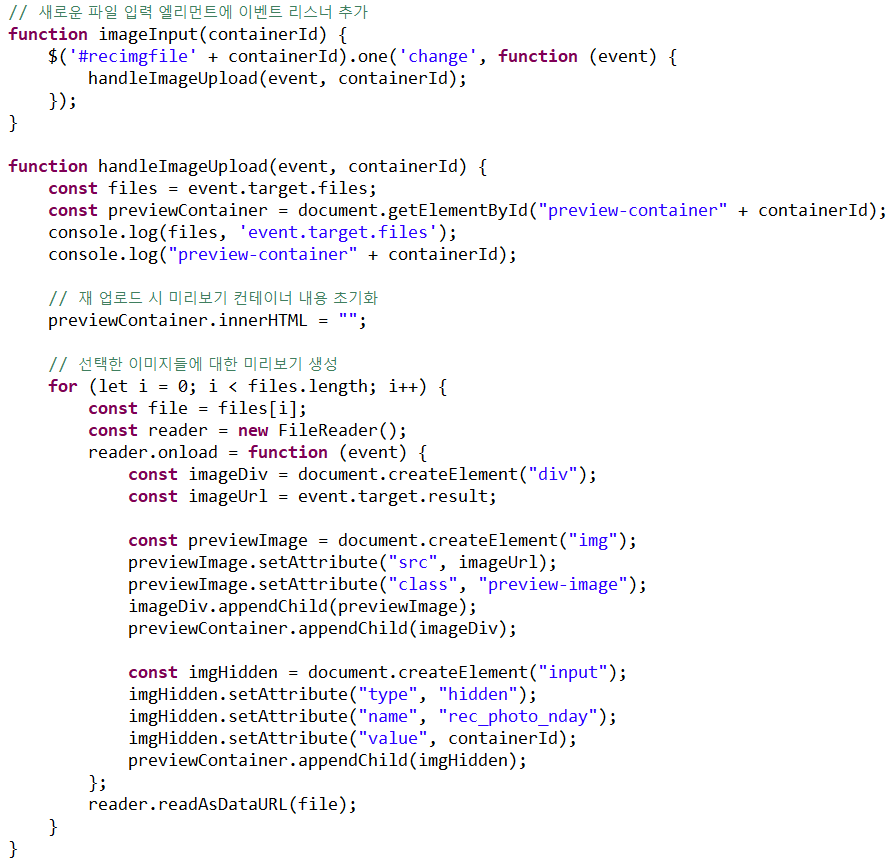 // 새로운 파일 입력 엘리먼트에 이벤트 리스너 추가
function imageInput(containerId) {
    $('#recimgfile' + containerId).one('change', function (event) {
        handleImageUpload(event, containerId);
    });
}

function handleImageUpload(event, containerId) {
    const files = event.target.files;
    const previewContainer = document.getElementById("preview-container" + containerId);
    console.log(files, 'event.target.files');
    console.log("preview-container" + containerId);

    // 재 업로드 시 미리보기 컨테이너 내용 초기화
    previewContainer.innerHTML = "";

    // 선택한 이미지들에 대한 미리보기 생성
    for (let i = 0; i < files.length; i++) {
        const file = files[i];
        const reader = new FileReader();
        reader.onload = function (event) {
            const imageDiv = document.createElement("div");
            const imageUrl = event.target.result;

            const previewImage = document.createElement("img");
            previewImage.setAttribute("src", imageUrl);
            previewImage.setAttribute("class", "preview-image");
            imageDiv.appendChild(previewImage);
            previewContainer.appendChild(imageDiv);

            const imgHidden = document.createElement("input");
            imgHidden.setAttribute("type", "hidden");
            imgHidden.setAttribute("name", "rec_photo_nday");
            imgHidden.setAttribute("value", containerId);
            previewContainer.appendChild(imgHidden);
        };
        reader.readAsDataURL(file);
    }
}